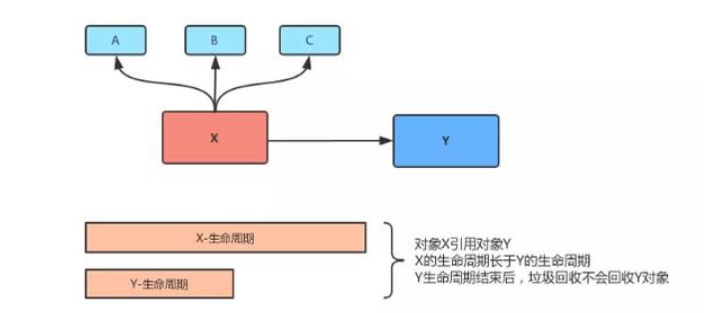 A
B
C
X
Y
X-生命周期
Y-生命周期
对象X引用对象Y
X的生命周期长于Y的生命周期
Y生命周期结束后，垃圾回收不会回收Y对象